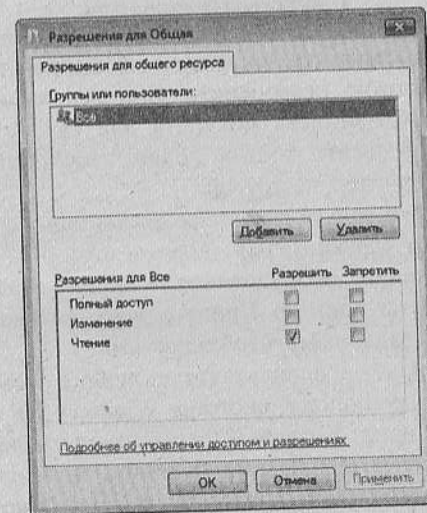 Разрешения для Общая
Разрешения для общего ресурса
Группы или пользователи:
Все
Добавить Удалить
Разрешения для Все Разрешить Запретить
Полный доступ
Изменение
Чтение
Подробнее об управлении доступом и разрешениях
OK Отмена Применить